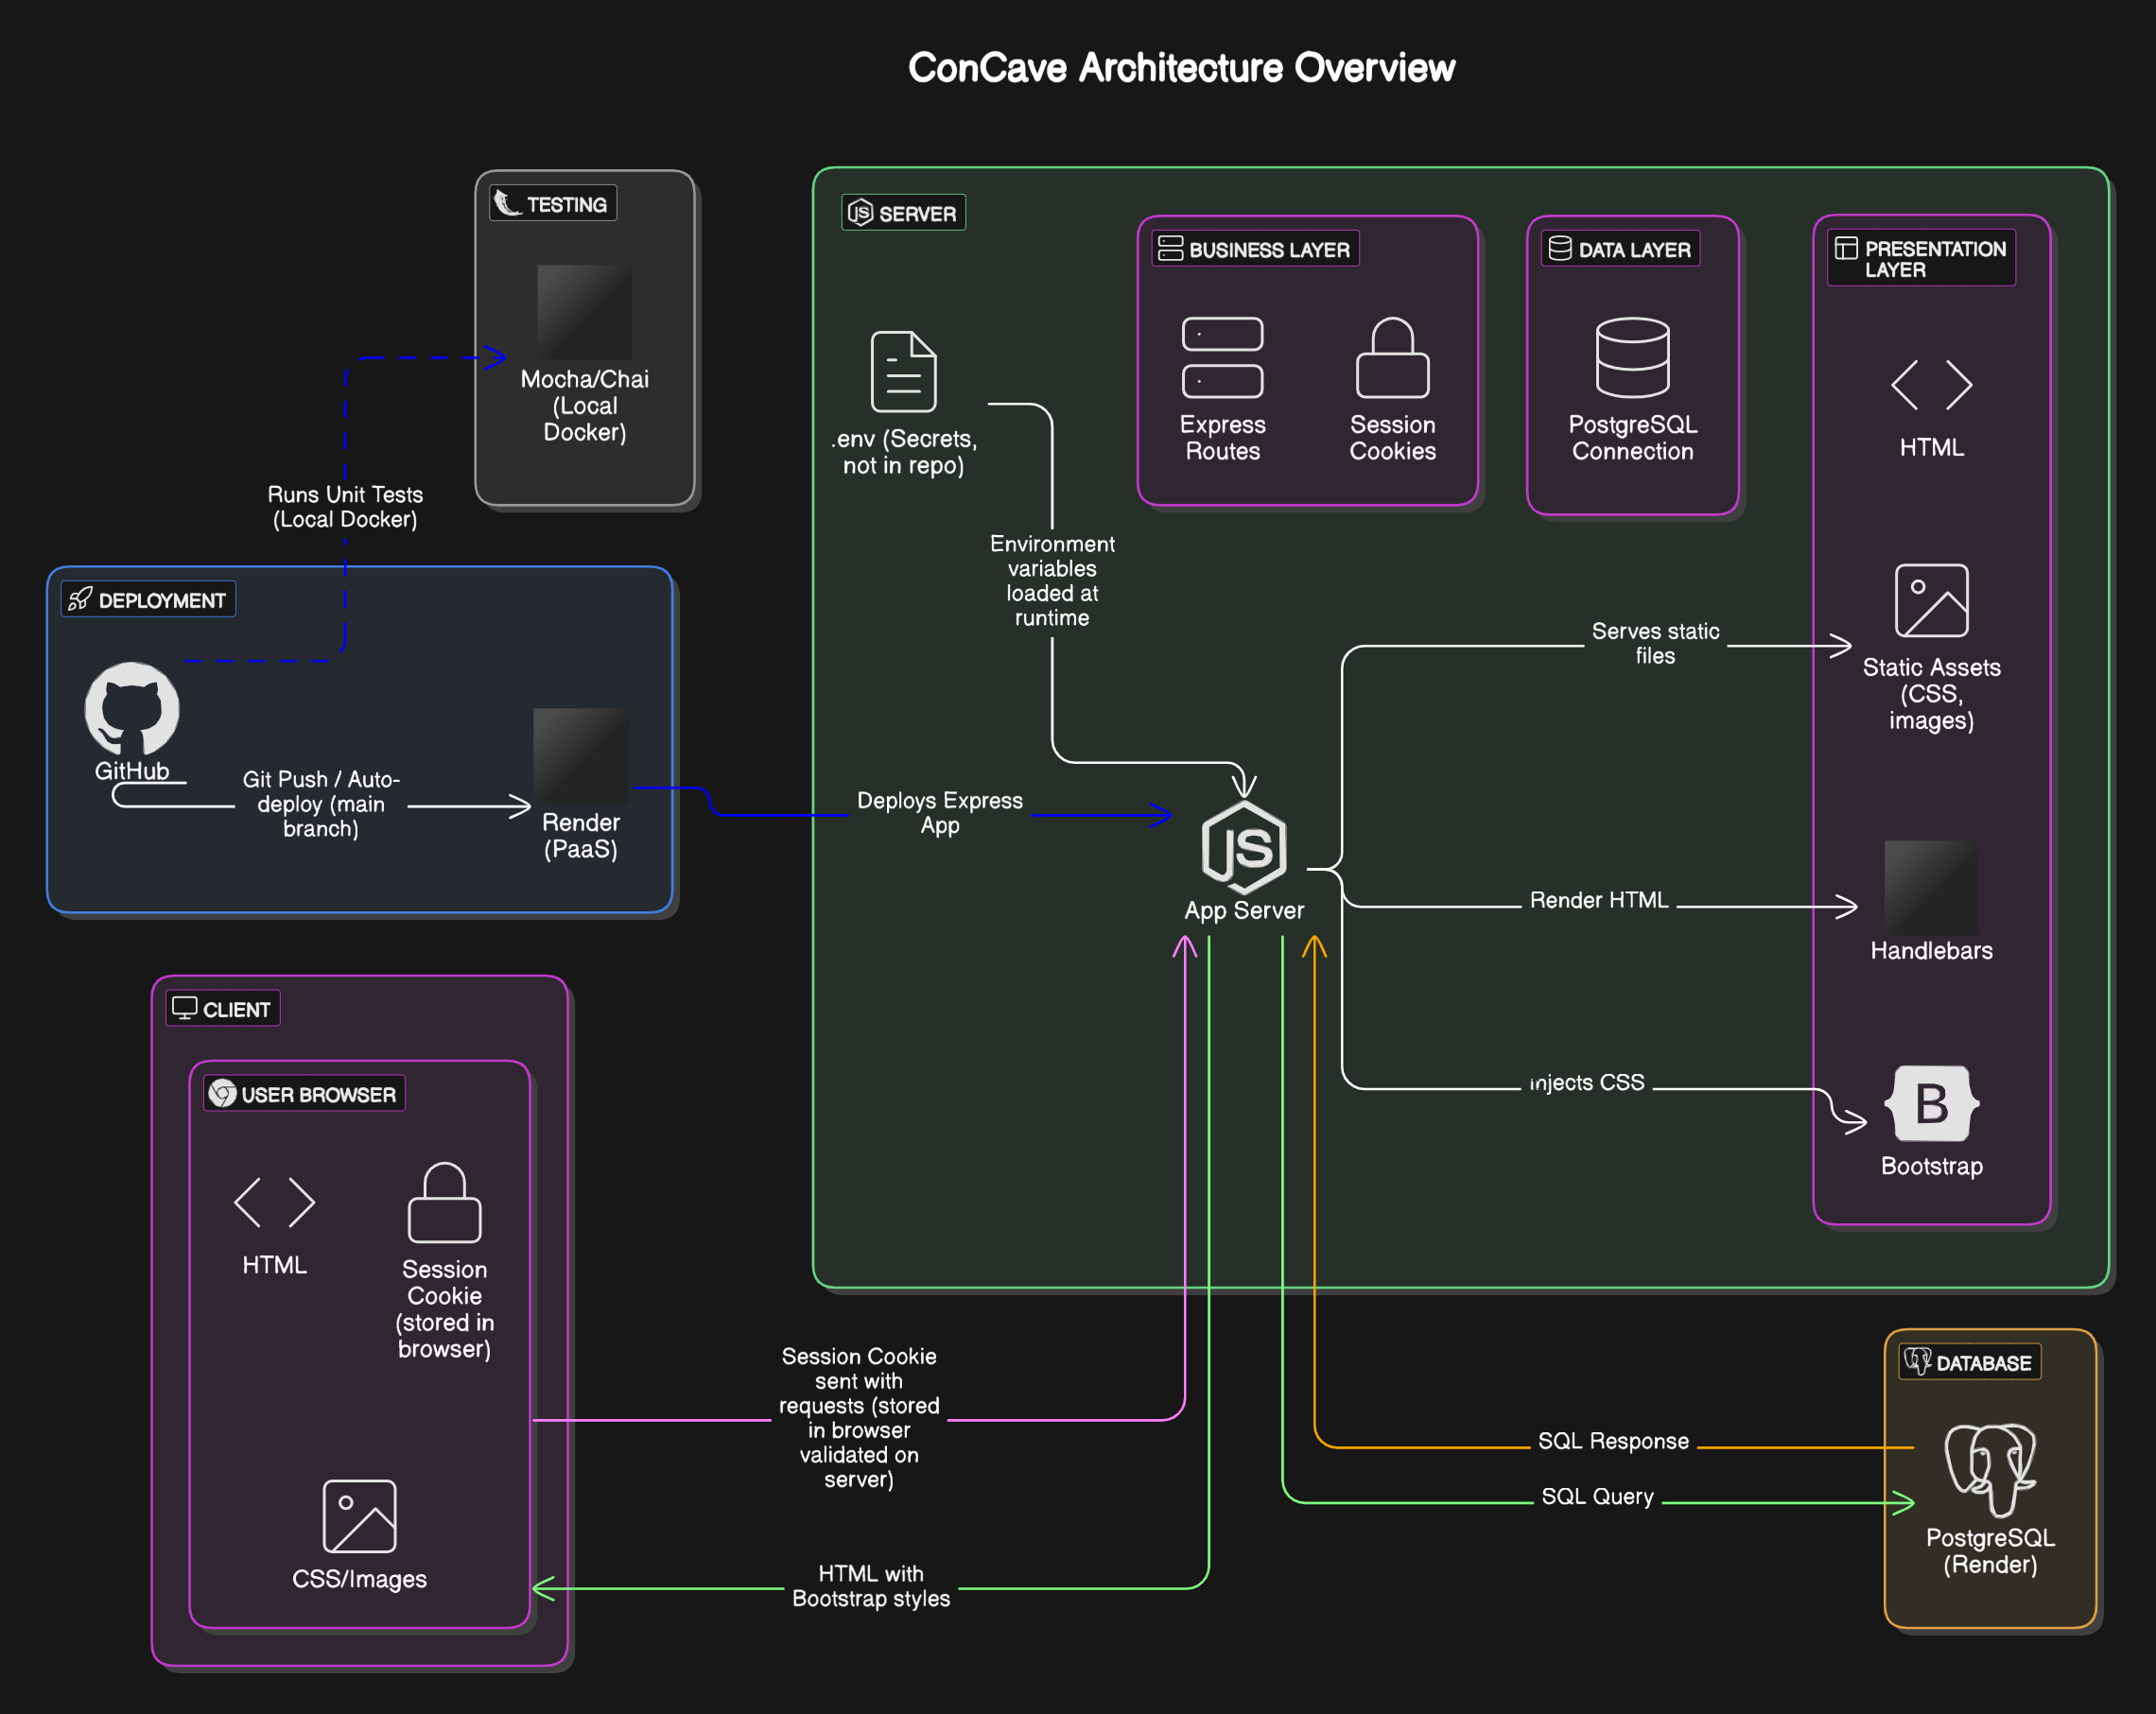 ConCave Architecture Overview
TESTING
Mocha/Chai
(Local
Docker)
Runs Unit Tests
(Local Docker)
DEPLOYMENT
GitHub
Git Push / Auto-
deploy (main
branch)
Render
(PaaS)
Deploys Express
App
SERVER
.env (Secrets,
not in repo)
Environment
variables
loaded at
runtime
BUSINESS LAYER
Express
Routes
Session
Cookies
DATA LAYER
PostgreSQL
Connection
PRESENTATION
LAYER
HTML
Serves static
files
Static Assets
(CSS,
images)
JS
App Server
Render HTML
Handlebars
injects CSS
B
Bootstrap
CLIENT
USER BROWSER
HTML
Session
Cookie
(stored in
browser)
CSS/Images
Session Cookie
sent with
requests (stored
in browser
validated on
server)
HTML with
Bootstrap styles
SQL Response
SQL Query
DATABASE
PostgreSQL
(Render)